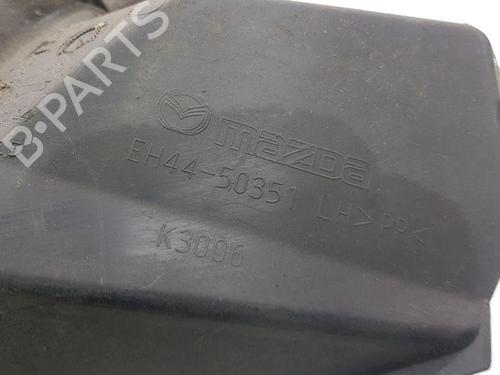 B-PARTS
mazda
EH44-50351 LH>PP<
K3006